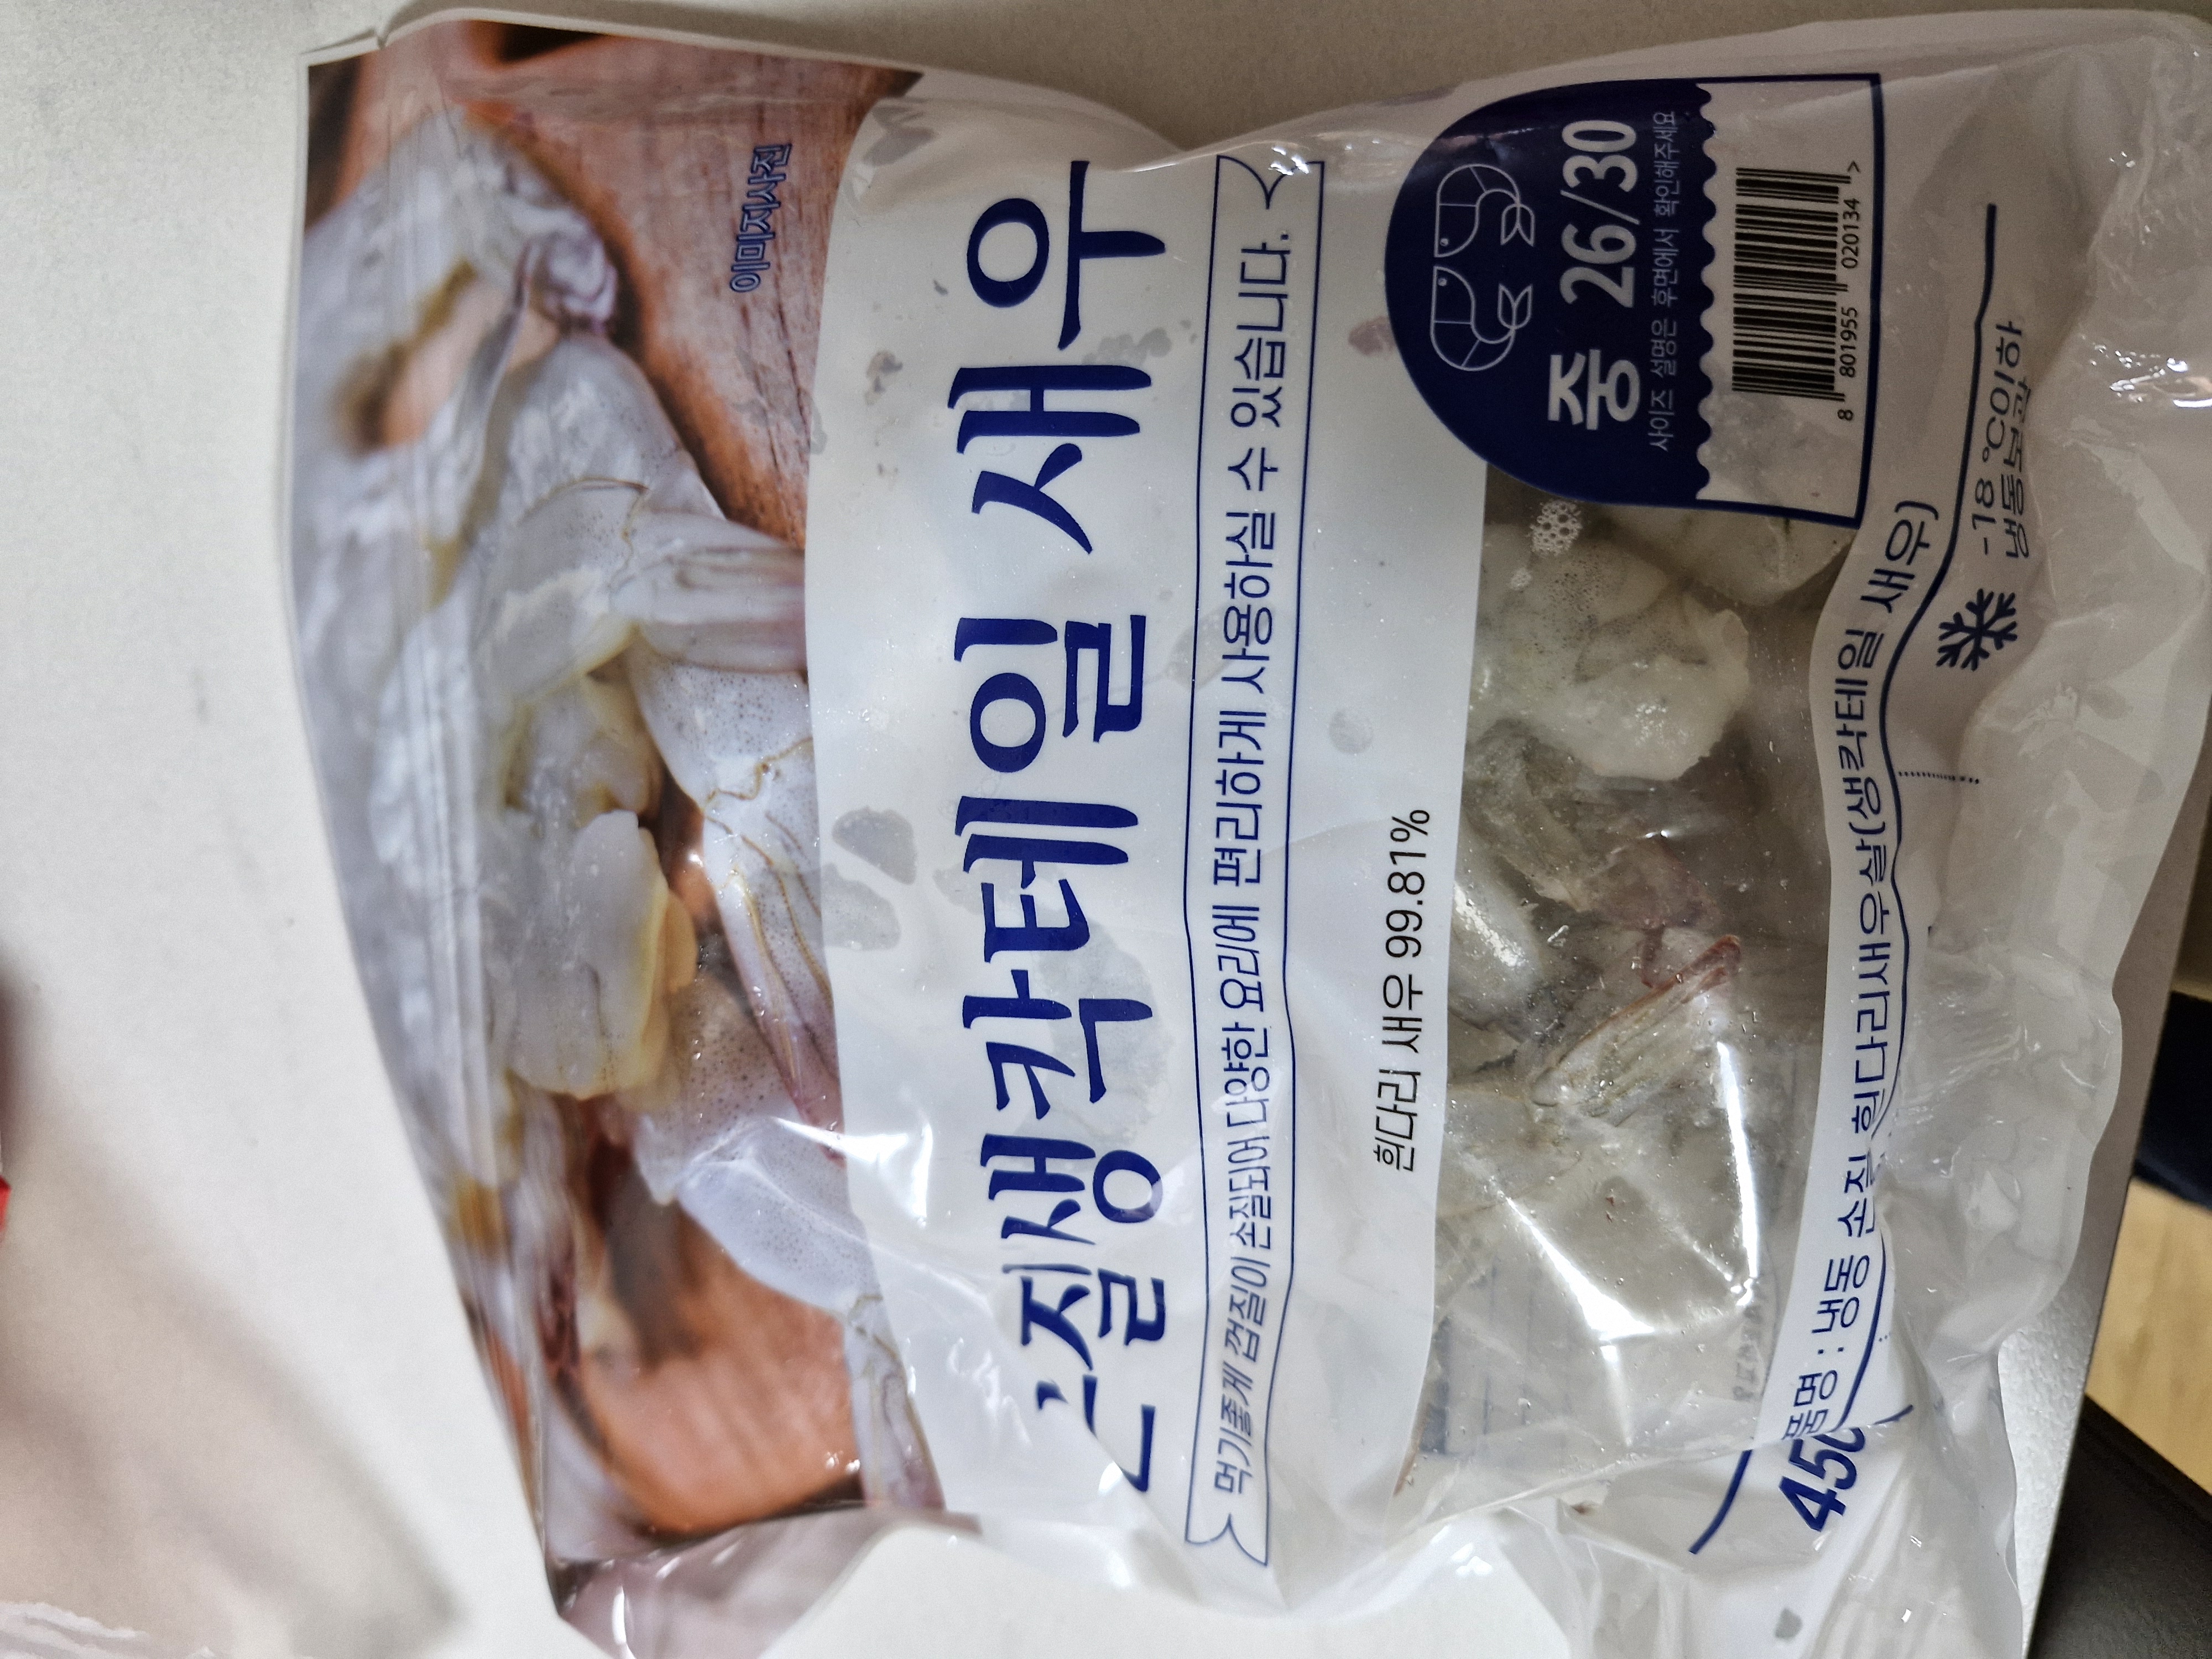 이미지사진
손질생칵테일 새우
먹기좋게 껍질이 손질되어 다양한 요리에 편리하게 사용하실 수 있습니다.
흰다리 새우 99.81%
중 26/30
사이즈 설명은 후면에서 확인해주세요
8 801955 020134 >
품명 : 냉동 손질 흰다리새우살(생칵테일 새우)
-18 ℃이하
냉동보관